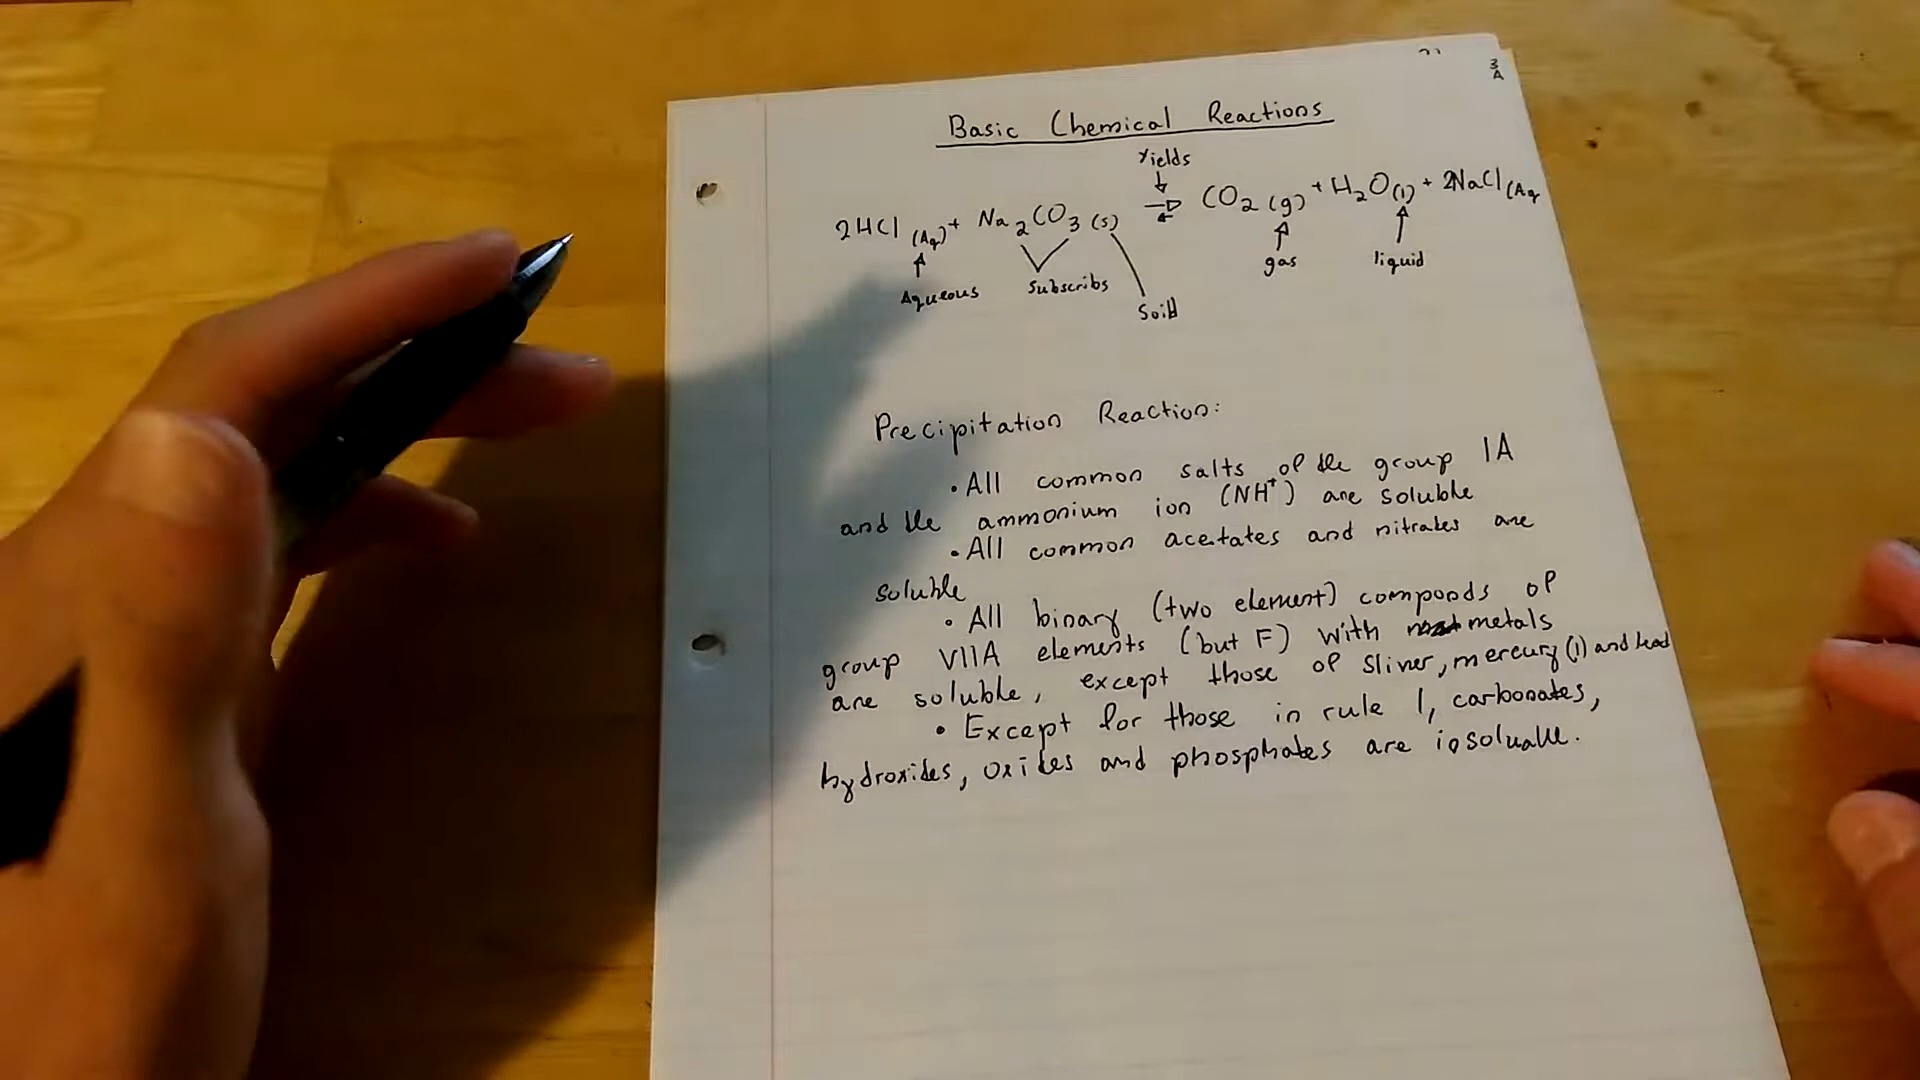 3
A
Basic Chemical Reactions
Yields
2HCl (Aq) + Na2CO3 (s) ⇌ CO2 (g) + H2O (l) + 2NaCl (Aq
Aqueous
Subscribs
Soild
gas
liquid
Precipitation Reaction:
• All common salts of the group IA
and the ammonium ion (NH+) are soluble
• All common acetates and nitrates are
soluble
• All binary (two element) compoods of
group VIIA elements (but F) with metals
are soluble, except those of Sliver, mercury (I) and lead
• Except for those in rule 1, carbonates,
hydroxides, oxides and phosphates are insoluable.